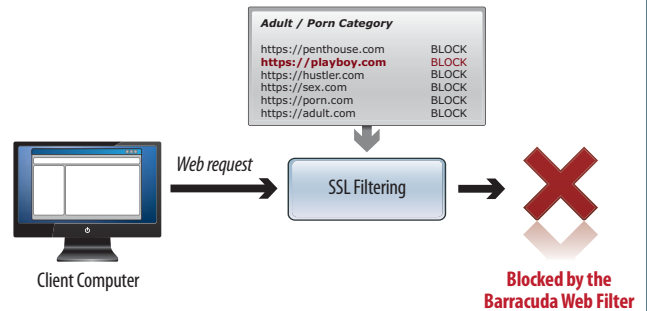 Adult / Porn Category
https://penthouse.com BLOCK
https://playboy.com BLOCK
https://hustler.com BLOCK
https://sex.com BLOCK
https://porn.com BLOCK
https://adult.com BLOCK
Web request
SSL Filtering
Client Computer
Blocked by the
Barracuda Web Filter